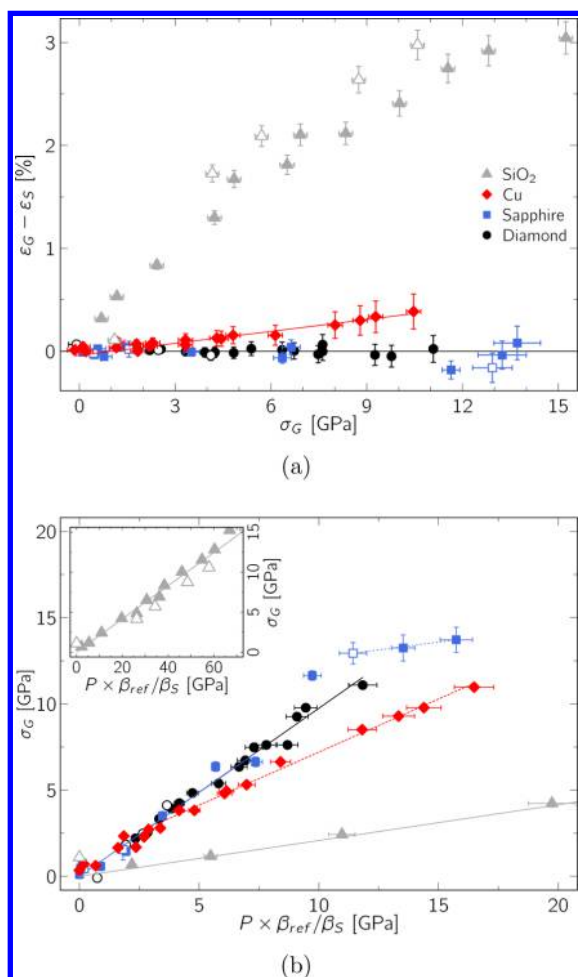 3
2
1
0
ε_G − ε_S [%]
SiO₂
Cu
Sapphire
Diamond
0 3 6 9 12 15
σ_G [GPa]
(a)
20
15
10
5
0
σ_G [GPa]
15
10
5
0
σ_G [GPa]
0 20 40 60
P × β_ref/β_S [GPa]
0 5 10 15 20
P × β_ref/β_S [GPa]
(b)